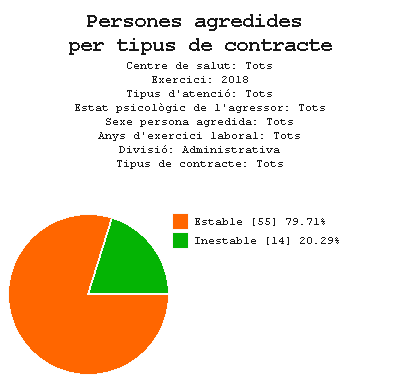 Persones agredides
per tipus de contracte
Centre de salut: Tots
Exercici: 2018
Tipus d'atenció: Tots
Estat psicològic de l'agressor: Tots
Sexe persona agredida: Tots
Anys d'exercici laboral: Tots
Divisió: Administrativa
Tipus de contracte: Tots
Estable [55] 79.71%
Inestable [14] 20.29%